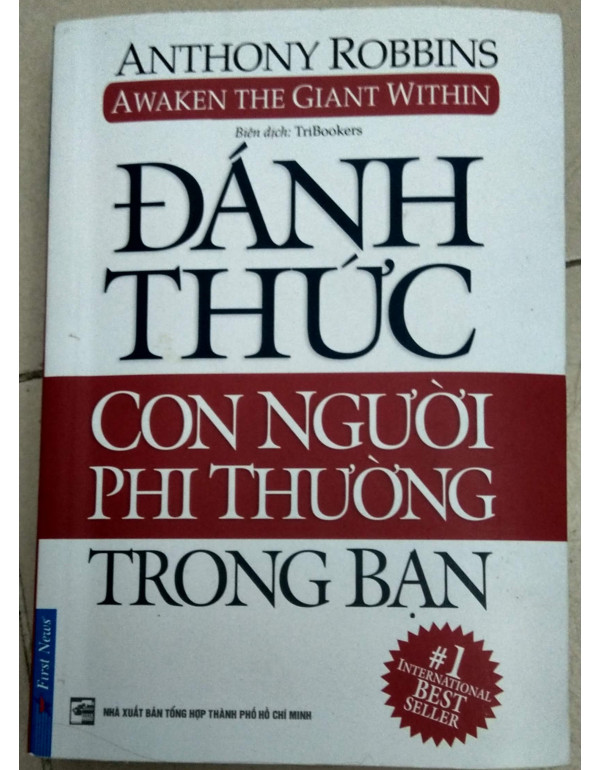 ANTHONY ROBBINS
AWAKEN THE GIANT WITHIN
Biên dịch: TriBookers
ĐÁNH
THỨC
CON NGƯỜI
PHI THƯỜNG
TRONG BẠN
#1
INTERNATIONAL
BEST
SELLER
First News
NHÀ XUẤT BẢN TỔNG HỢP THÀNH PHỐ HỒ CHÍ MINH